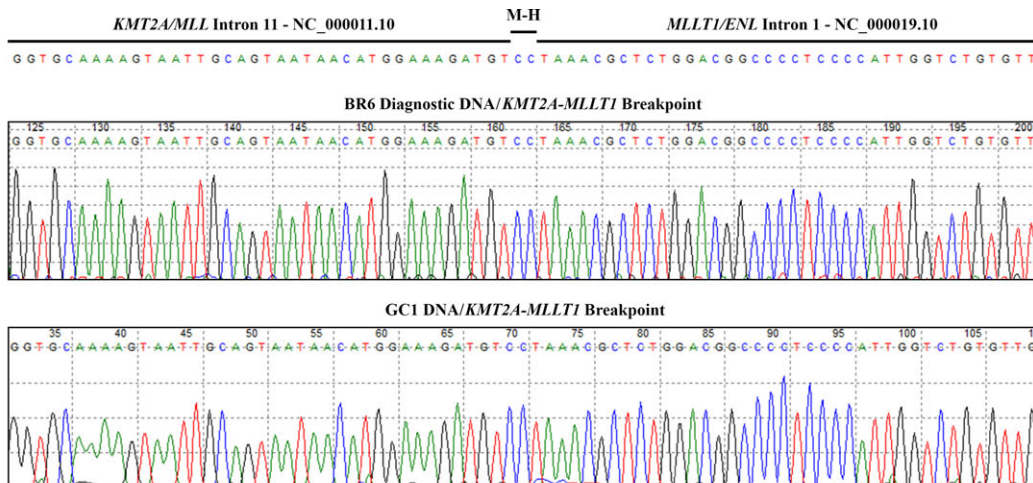 KMT2A/MLL Intron 11 - NC_000011.10 M-H MLLT1/ENL Intron 1 - NC_000019.10
G G T G C A A A A G T A A T T G C A G T A A T A A C A T G G A A A G A T G T C C T A A A C G C T C T G G A C G G C C C C T C C C C A T T G G T C T G T G T T
BR6 Diagnostic DNA/KMT2A-MLLT1 Breakpoint
125 130 135 140 145 150 155 160 165 170 175 180 185 190 195 200
G G T G C A A A A G T A A T T G C A G T A A T A A C A T G G A A A G A T G T C C T A A A C G C T C T G G A C G G C C C C T C C C C A T T G G T C T G T G T T
GC1 DNA/KMT2A-MLLT1 Breakpoint
35 40 45 50 55 60 65 70 75 80 85 90 95 100 105
G G T G C A A A A G T A A T T G C A G T A A T A A C A T G G A A A G A T G T C C T A A A C G C T C T G G A C G G C C C C T C C C C A T T G G T C T G T G T T G